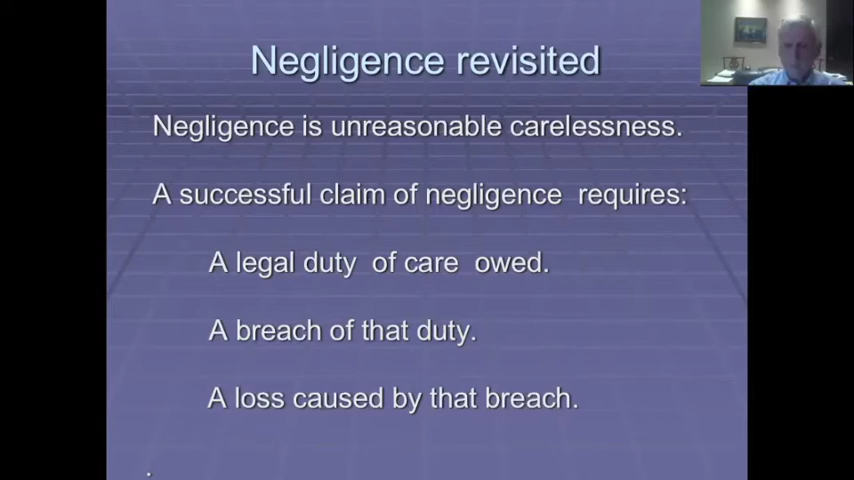 Negligence revisited
Negligence is unreasonable carelessness.
A successful claim of negligence requires:
A legal duty of care owed.
A breach of that duty.
A loss caused by that breach.
.